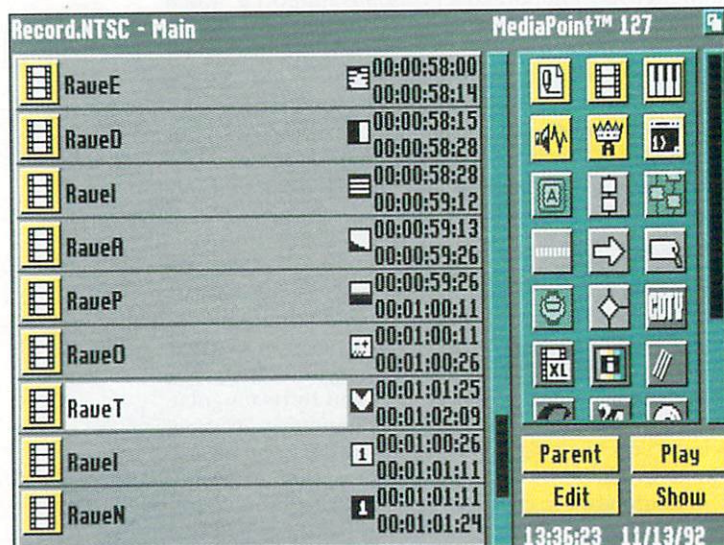 Record.NTSC - Main
MediaPoint™ 127
RaveE
00:00:58:00
00:00:58:14
RaveD
00:00:58:15
00:00:58:28
RaveI
00:00:58:28
00:00:59:12
RaveA
00:00:59:13
00:00:59:26
RaveP
00:00:59:26
00:01:00:11
RaveO
00:01:00:11
00:01:00:26
RaveT
00:01:01:25
00:01:02:09
RaveI
1
00:01:00:26
00:01:01:11
RaveN
1
00:01:01:11
00:01:01:24
A
1>
A
CDTV
XL
Parent
Play
Edit
Show
13:36:23 11/13/92